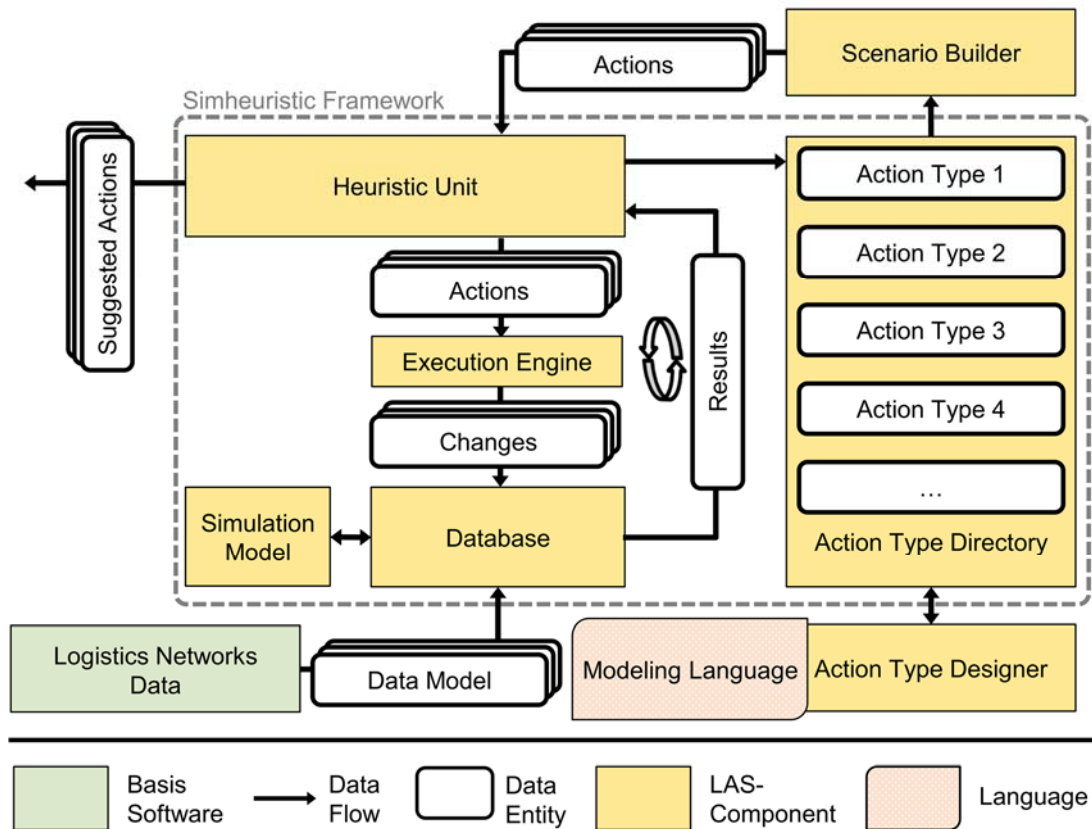 Actions
Scenario Builder
Simheuristic Framework
Suggested Actions
Heuristic Unit
Action Type 1
Action Type 2
Action Type 3
Action Type 4
...
Action Type Directory
Actions
Execution Engine
Changes
Results
Simulation
Model
Database
Logistics Networks
Data
Data Model
Modeling Language
Action Type Designer
Basis
Software
Data
Flow
Data
Entity
LAS-
Component
Language